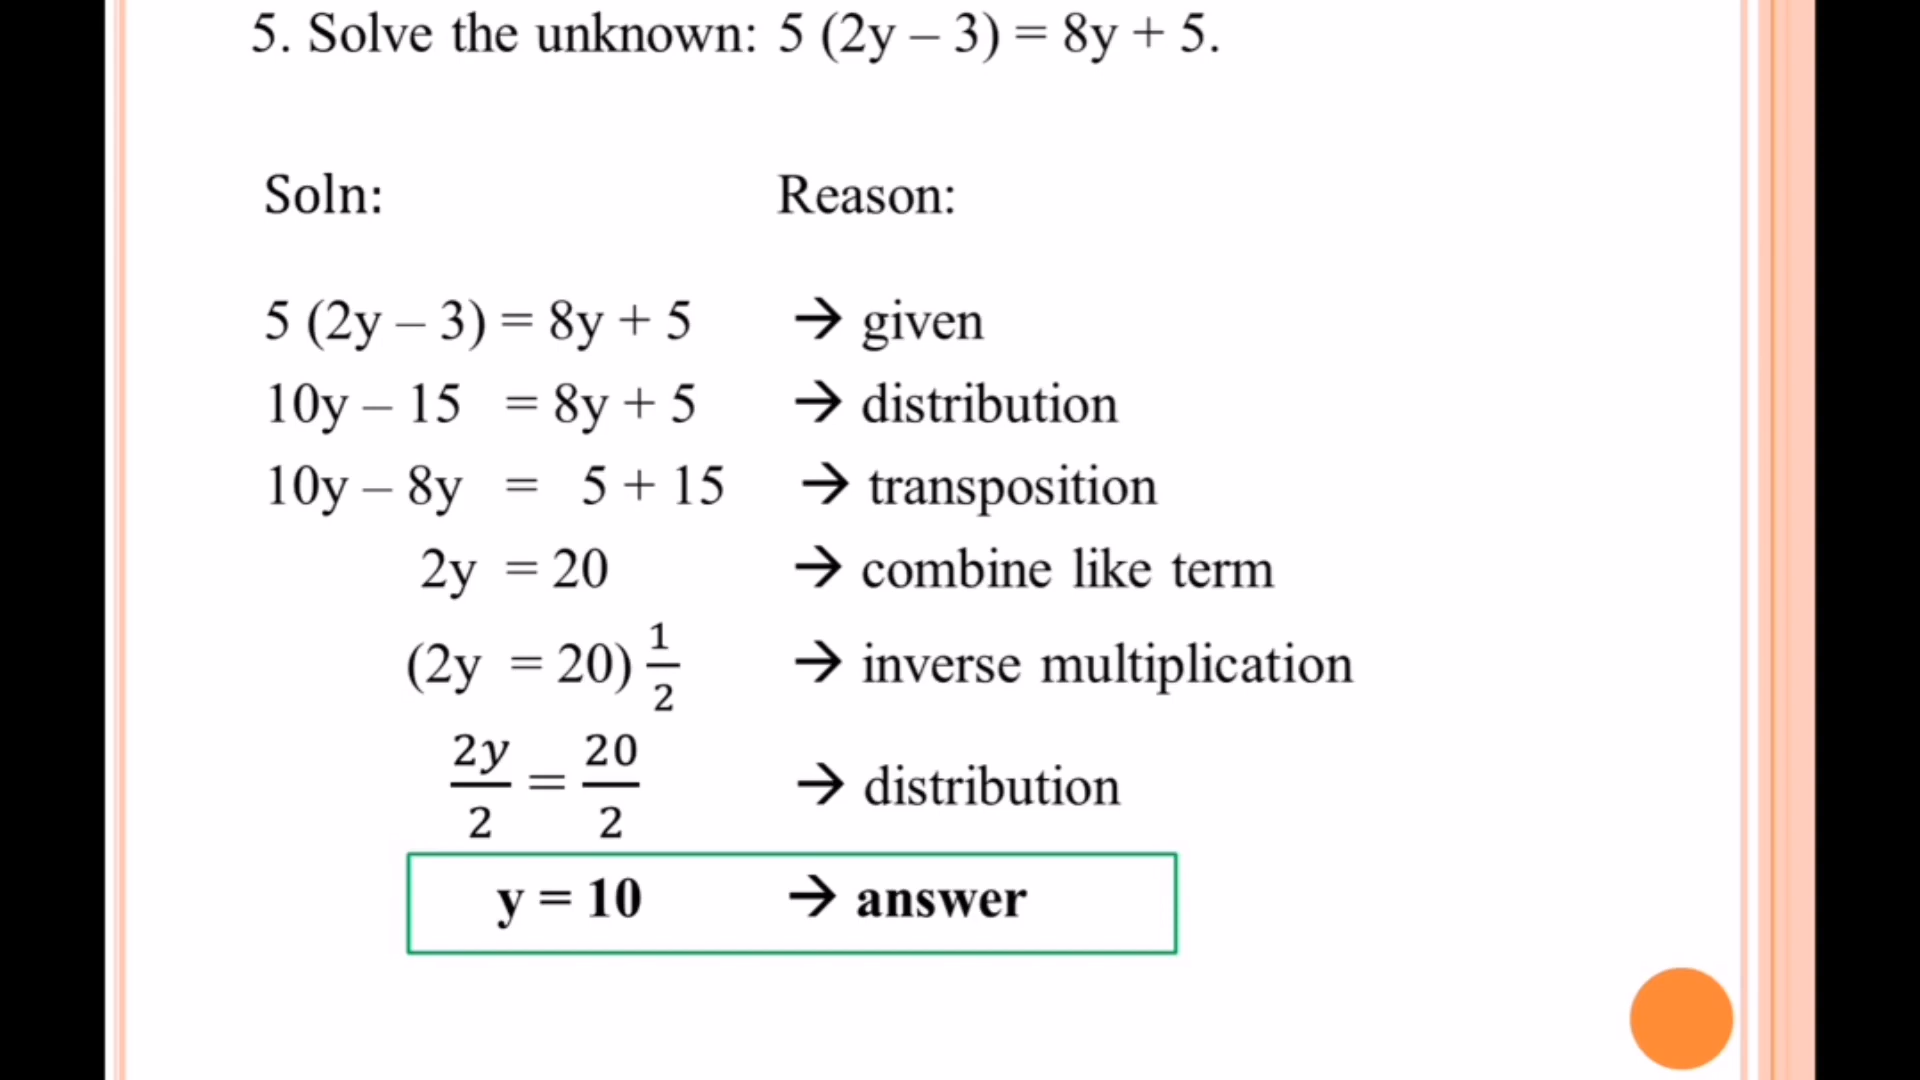 5. Solve the unknown: 5 (2y – 3) = 8y + 5.
Soln: Reason:
5 (2y – 3) = 8y + 5 → given
10y – 15 = 8y + 5 → distribution
10y – 8y = 5 + 15 → transposition
2y = 20 → combine like term
(2y = 20) 1/2 → inverse multiplication
2y/2 = 20/2 → distribution
y = 10 → answer